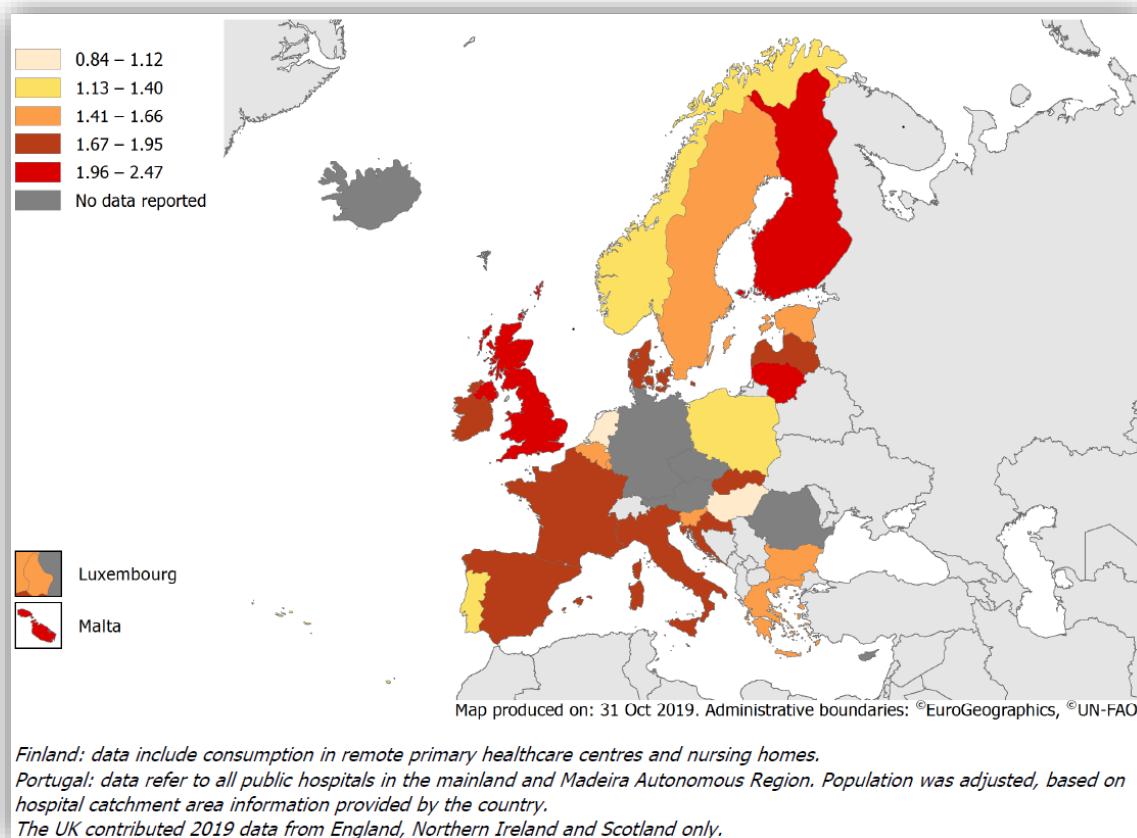 0.84 – 1.12
1.13 – 1.40
1.41 – 1.66
1.67 – 1.95
1.96 – 2.47
No data reported
Luxembourg
Malta
Map produced on: 31 Oct 2019. Administrative boundaries: ©EuroGeographics, ©UN-FAO
Finland: data include consumption in remote primary healthcare centres and nursing homes.
Portugal: data refer to all public hospitals in the mainland and Madeira Autonomous Region. Population was adjusted, based on
hospital catchment area information provided by the country.
The UK contributed 2019 data from England, Northern Ireland and Scotland only.